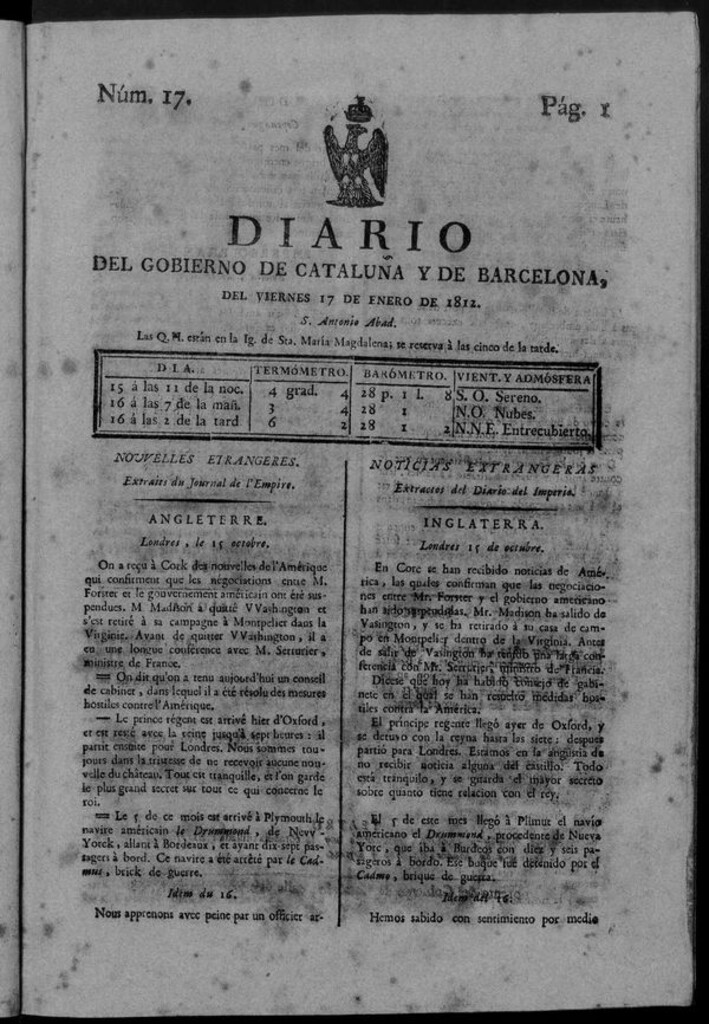 Núm. 17.
Pág. 1
DIARIO
DEL GOBIERNO DE CATALUÑA Y DE BARCELONA,
DEL VIERNES 17 DE ENERO DE 1812.
S. Antonio Abad.
Las Q. H. están en la Ig. de Sta. María Magdalena; se reserva á las cinco de la tarde.
DIA. TERMÓMETRO. BARÓMETRO. VIENT. Y ADMÓSFERA
15 á las 11 de la noc. 4 grad. 4 28 p. 1 l. 8 S. O. Sereno.
16 á las 7 de la mañ. 3 4 28 1 N.O. Nubes.
16 á las 2 de la tard 6 2 28 1 2 N.N.E. Entrecubierto.
NOUVELLES ETRANGERES.
Extraits du Journal de l'Empire.
ANGLETERRE.
Londres, le 15 octobre.
On a reçu à Cork des nouvelles de l'Amérique
qui confirment que les négociations entre M.
Forster et le gouvernement américain ont été sus-
pendues. M. Madison a quitté VVashington et
s'est retiré à sa campagne à Montpelier dans la
Virginie. Avant de quitter VVashington, il a
eu une longue conférence avec M. Serrurier,
ministre de France.
== On dit qu'on a tenu aujourd'hui un conseil
de cabinet, dans lequel il a été résolu des mesures
hostiles contre l'Amérique.
— Le prince régent est arrivé hier d'Oxford,
et est resté avec la reine jusqu'à sept heures: il
partit ensuite pour Londres. Nous sommes tou-
jours dans la tristesse de ne recevoir aucune nou-
velle du château. Tout est tranquille, et l'on garde
le plus grand secret sur tout ce qui concerne le
roi.
== Le 5 de ce mois est arrivé à Plymouth le
navire américain le Drummond, de Nevv-
Yorck, allant à Bordeaux, et ayant dix-sept pas-
sagers à bord. Ce navire a été arrêté par le Cad-
mus, brick de guerre.
Idem du 16.
Nous apprenons avec peine par un officier ar-
NOTICIAS EXTRANGERAS
Extractos del Diario del Imperio.
INGLATERRA.
Londres 15 de octubre.
En Corc se han recibido noticias de Amé-
rica, las quales confirman que las negociacio-
nes entre Mr. Forster y el gobierno americano
han sido suspendidas. Mr. Madison ha salido de
Vasington, y se ha retirado á su casa de cam-
po en Montpelier dentro de la Virginia. Antes
de salir de Vasington ha tenido una larga con-
ferencia con Mr. Serrurier, ministro de Francia.
Dícese que hoy ha habido consejo de gabi-
nete en el qual se han resuelto medidas hos-
tiles contra la América.
El príncipe regente llegó ayer de Oxford, y
se detuvo con la reyna hasta las siete: despues
partió para Londres. Estamos en la angustia de
no recibir noticia alguna del castillo. Todo
está tranquilo, y se guarda el mayor secreto
sobre quanto tiene relacion con el rey.
El 5 de este mes llegó á Plimut el navío
americano el Drummond, procedente de Nueva
Yorc, que iba á Burdeos con diez y seis pa-
sageros á bordo. Ese buque fué detenido por el
Cadmo, brique de guerra.
Idem del 16.
Hemos sabido con sentimiento por medio